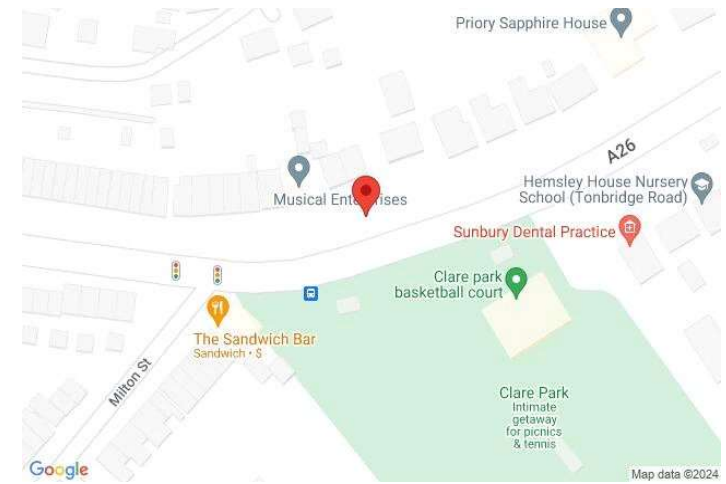 Priory Sapphire House
A26
Musical Enterprises
Hemsley House Nursery
School (Tonbridge Road)
Sunbury Dental Practice
Clare park
basketball court
The Sandwich Bar
Sandwich • $
Milton St
Clare Park
Intimate
getaway
for picnics
& tennis
Google
Map data ©2024